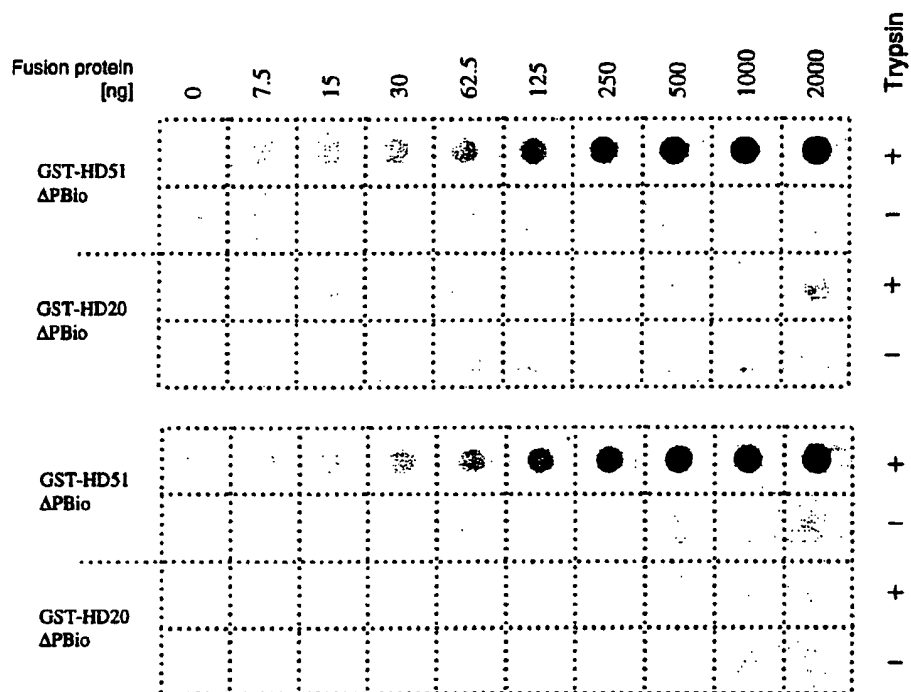 Fusion protein
[ng]
0 7.5 15 30 62.5 125 250 500 1000 2000
Trypsin
GST-HD51
ΔPBio
+
-
GST-HD20
ΔPBio
+
-
GST-HD51
ΔPBio
+
-
GST-HD20
ΔPBio
+
-